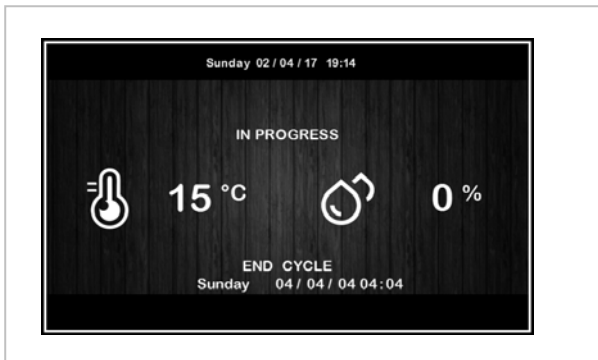 Sunday 02 / 04 / 17 19:14
IN PROGRESS
15 °C 0 %
END CYCLE
Sunday 04 / 04 / 04 04:04